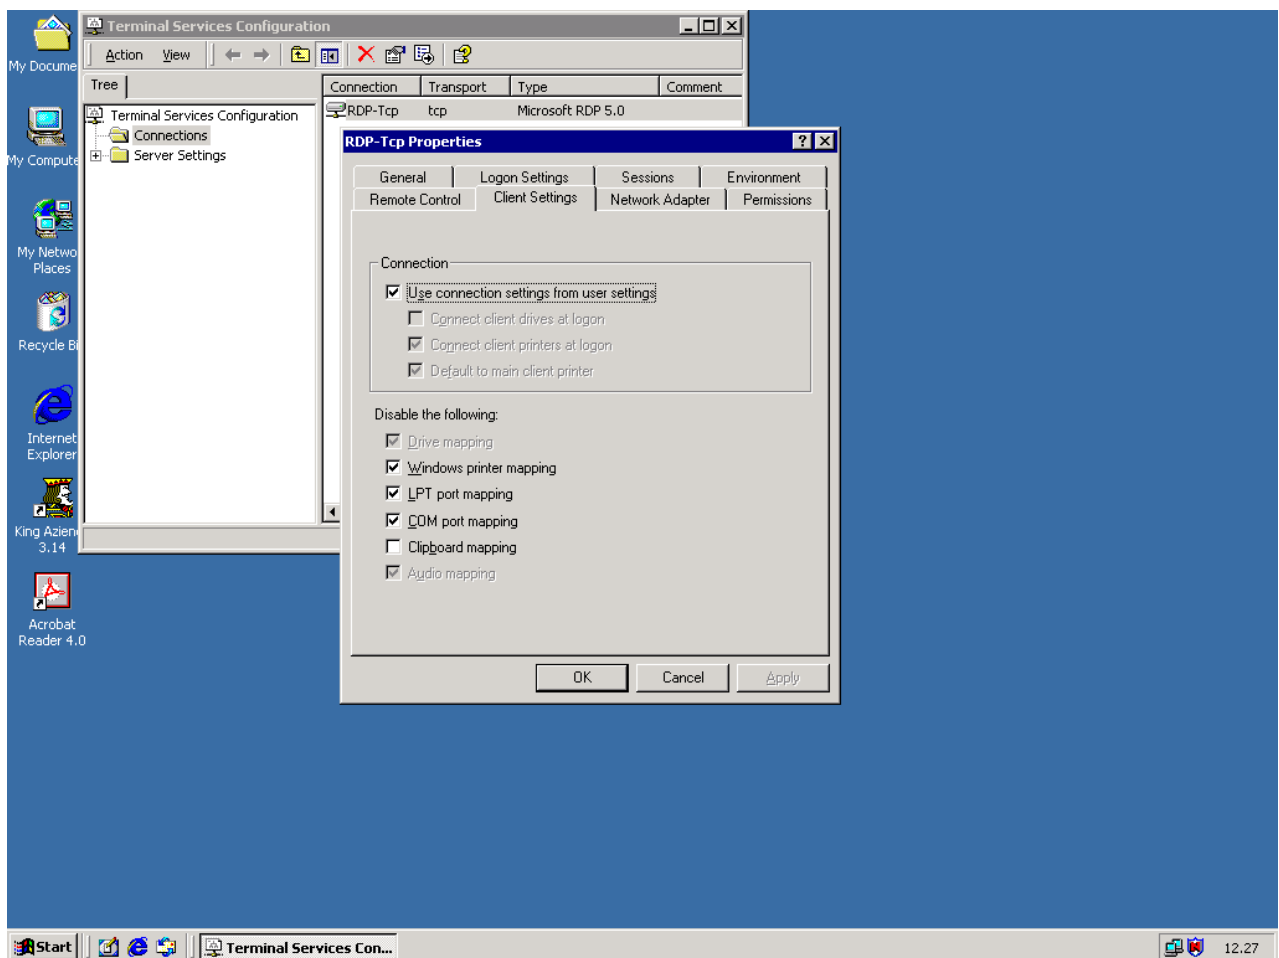 My Docume
My Compute
My Netwo
Places
Recycle Bi
Internet
Explorer
King Azien
3.14
Acrobat
Reader 4.0
Terminal Services Configuration
Action View
Tree
Terminal Services Configuration
Connections
Server Settings
Connection Transport Type Comment
RDP-Tcp tcp Microsoft RDP 5.0
RDP-Tcp Properties
General Logon Settings Sessions Environment
Remote Control Client Settings Network Adapter Permissions
Connection
Use connection settings from user settings
Connect client drives at logon
Connect client printers at logon
Default to main client printer
Disable the following:
Drive mapping
Windows printer mapping
LPT port mapping
COM port mapping
Clipboard mapping
Audio mapping
OK Cancel Apply
Start Terminal Services Con... 12.27